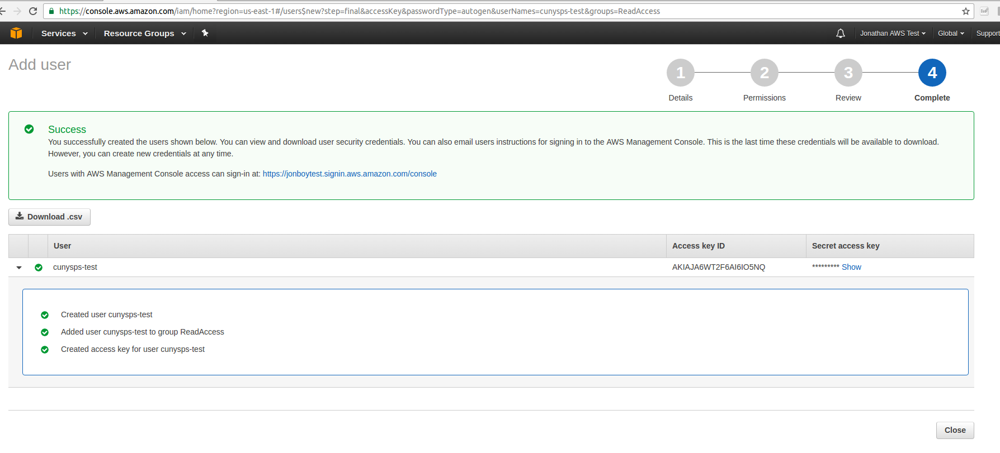 https://console.aws.amazon.com/iam/home?region=us-east-1#/users$new?step=final&accessKey&passwordType=autogen&userNames=cunysps-test&groups=ReadAccess
Services Resource Groups Jonathan AWS Test Global Support
Add user
1 2 3 4
Details Permissions Review Complete
Success
You successfully created the users shown below. You can view and download user security credentials. You can also email users instructions for signing in to the AWS Management Console. This is the last time these credentials will be available to download.
However, you can create new credentials at any time.
Users with AWS Management Console access can sign-in at: https://jonboytest.signin.aws.amazon.com/console
Download .csv
User Access key ID Secret access key
cunysps-test AKIAJA6WT2F6AI6IO5NQ ********* Show
Created user cunysps-test
Added user cunysps-test to group ReadAccess
Created access key for user cunysps-test
Close